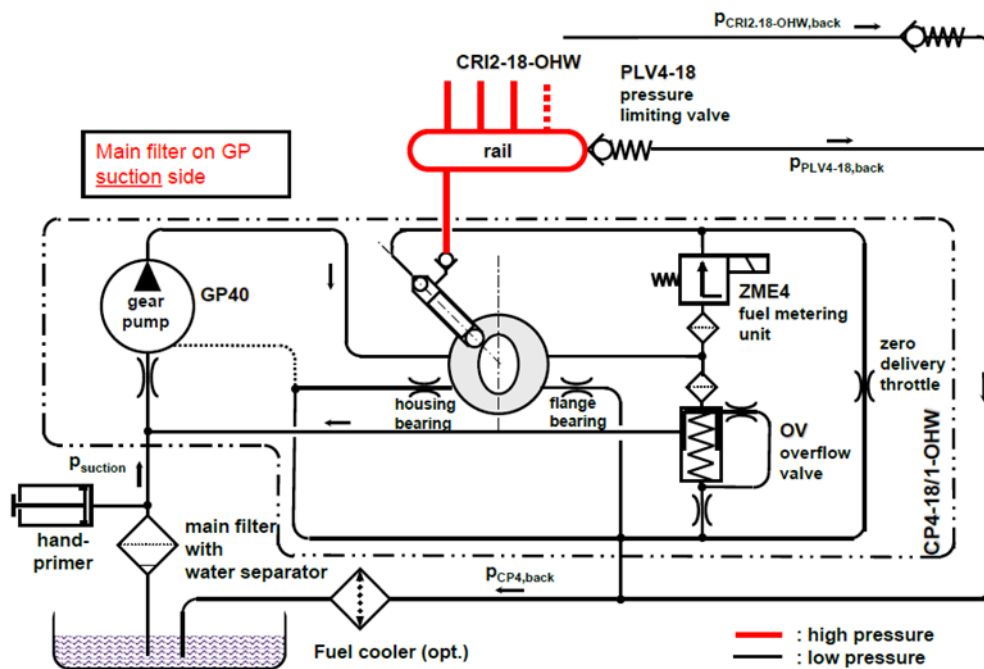 pCRI2.18-OHW,back
CRI2-18-OHW
PLV4-18
pressure
limiting valve
rail
pPLV4-18,back
Main filter on GP
suction side
gear
pump
GP40
ZME4
fuel metering
unit
zero
delivery
throttle
housing
bearing
flange
bearing
OV
overflow
valve
CP4-18/1-OHW
psuction
hand-
primer
main filter
with
water separator
pCP4,back
Fuel cooler (opt.)
: high pressure
: low pressure